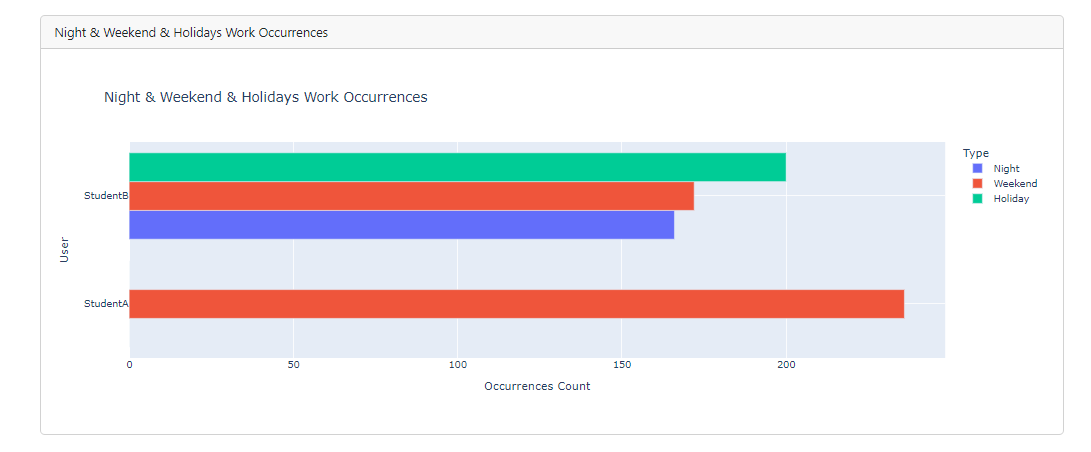 Night & Weekend & Holidays Work Occurrences
Night & Weekend & Holidays Work Occurrences
Type
Night
Weekend
Holiday
StudentB
StudentA
User
0 50 100 150 200
Occurrences Count